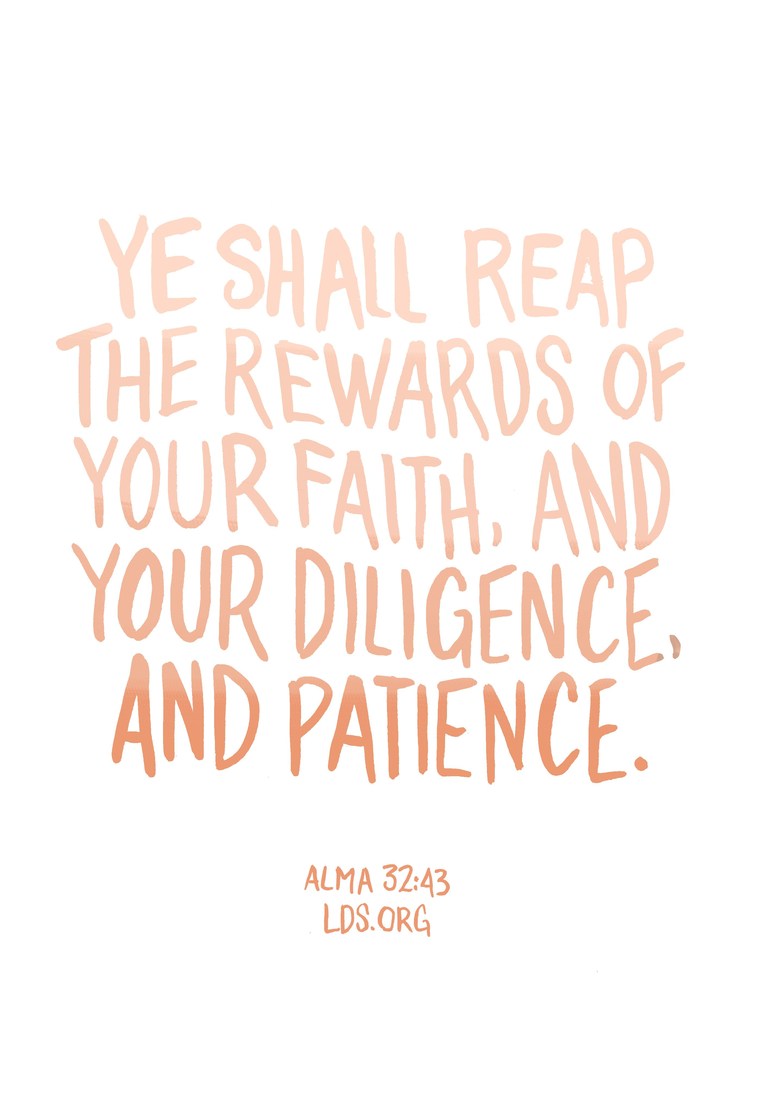 YE SHALL REAP
THE REWARDS OF
YOUR FAITH, AND
YOUR DILIGENCE,
AND PATIENCE.
ALMA 32:43
LDS.ORG